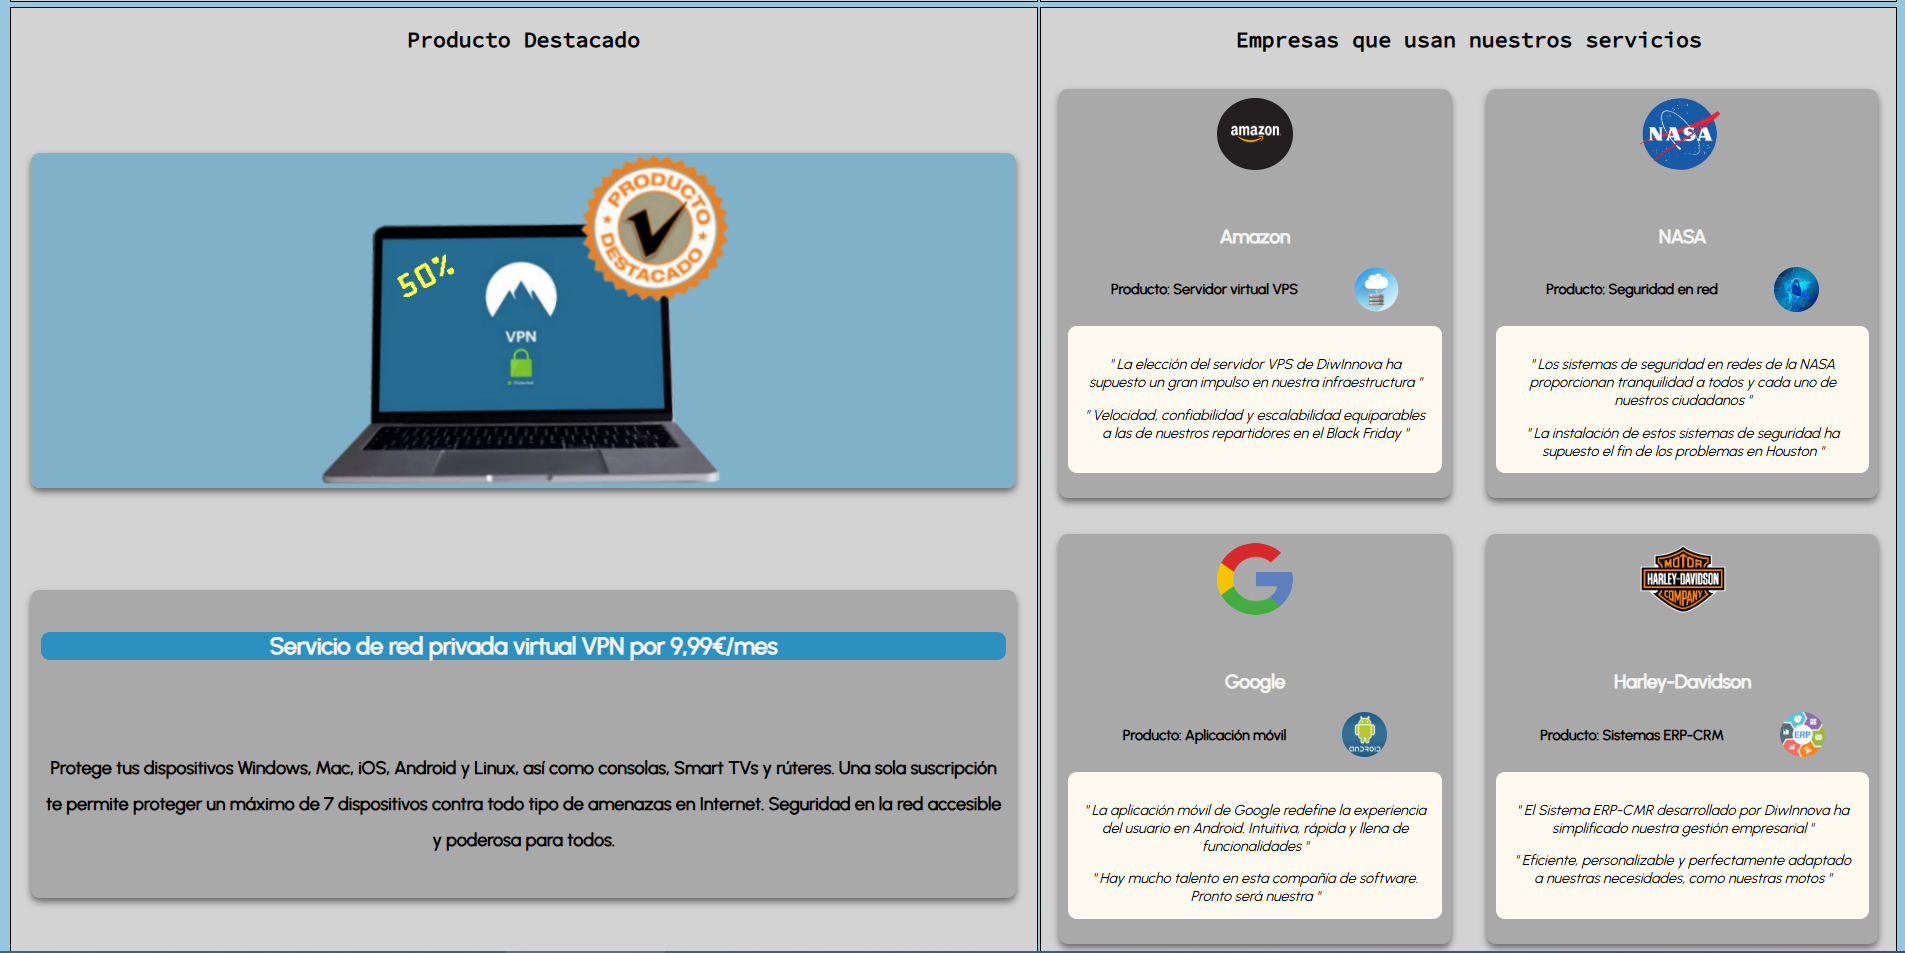 Producto Destacado
50%
VPN
Protected
PRODUCTO
DESTACADO
Servicio de red privada virtual VPN por 9,99€/mes
Protege tus dispositivos Windows, Mac, iOS, Android y Linux, así como consolas, Smart TVs y rúteres. Una sola suscripción
te permite proteger un máximo de 7 dispositivos contra todo tipo de amenazas en Internet. Seguridad en la red accesible
y poderosa para todos.
Empresas que usan nuestros servicios
amazon
Amazon
Producto: Servidor virtual VPS
" La elección del servidor VPS de DiwInnova ha
supuesto un gran impulso en nuestra infraestructura "
" Velocidad, confiabilidad y escalabilidad equiparables
a las de nuestros repartidores en el Black Friday "
NASA
NASA
Producto: Seguridad en red
" Los sistemas de seguridad en redes de la NASA
proporcionan tranquilidad a todos y cada uno de
nuestros ciudadanos "
" La instalación de estos sistemas de seguridad ha
supuesto el fin de los problemas en Houston "
Google
Producto: Aplicación móvil
ANDROID
" La aplicación móvil de Google redefine la experiencia
del usuario en Android. Intuitiva, rápida y llena de
funcionalidades "
" Hay mucho talento en esta compañía de software.
Pronto será nuestra "
MOTOR
HARLEY-DAVIDSON
COMPANY
Harley-Davidson
Producto: Sistemas ERP-CRM
ERP
" El Sistema ERP-CMR desarrollado por DiwInnova ha
simplificado nuestra gestión empresarial "
" Eficiente, personalizable y perfectamente adaptado
a nuestras necesidades, como nuestras motos "